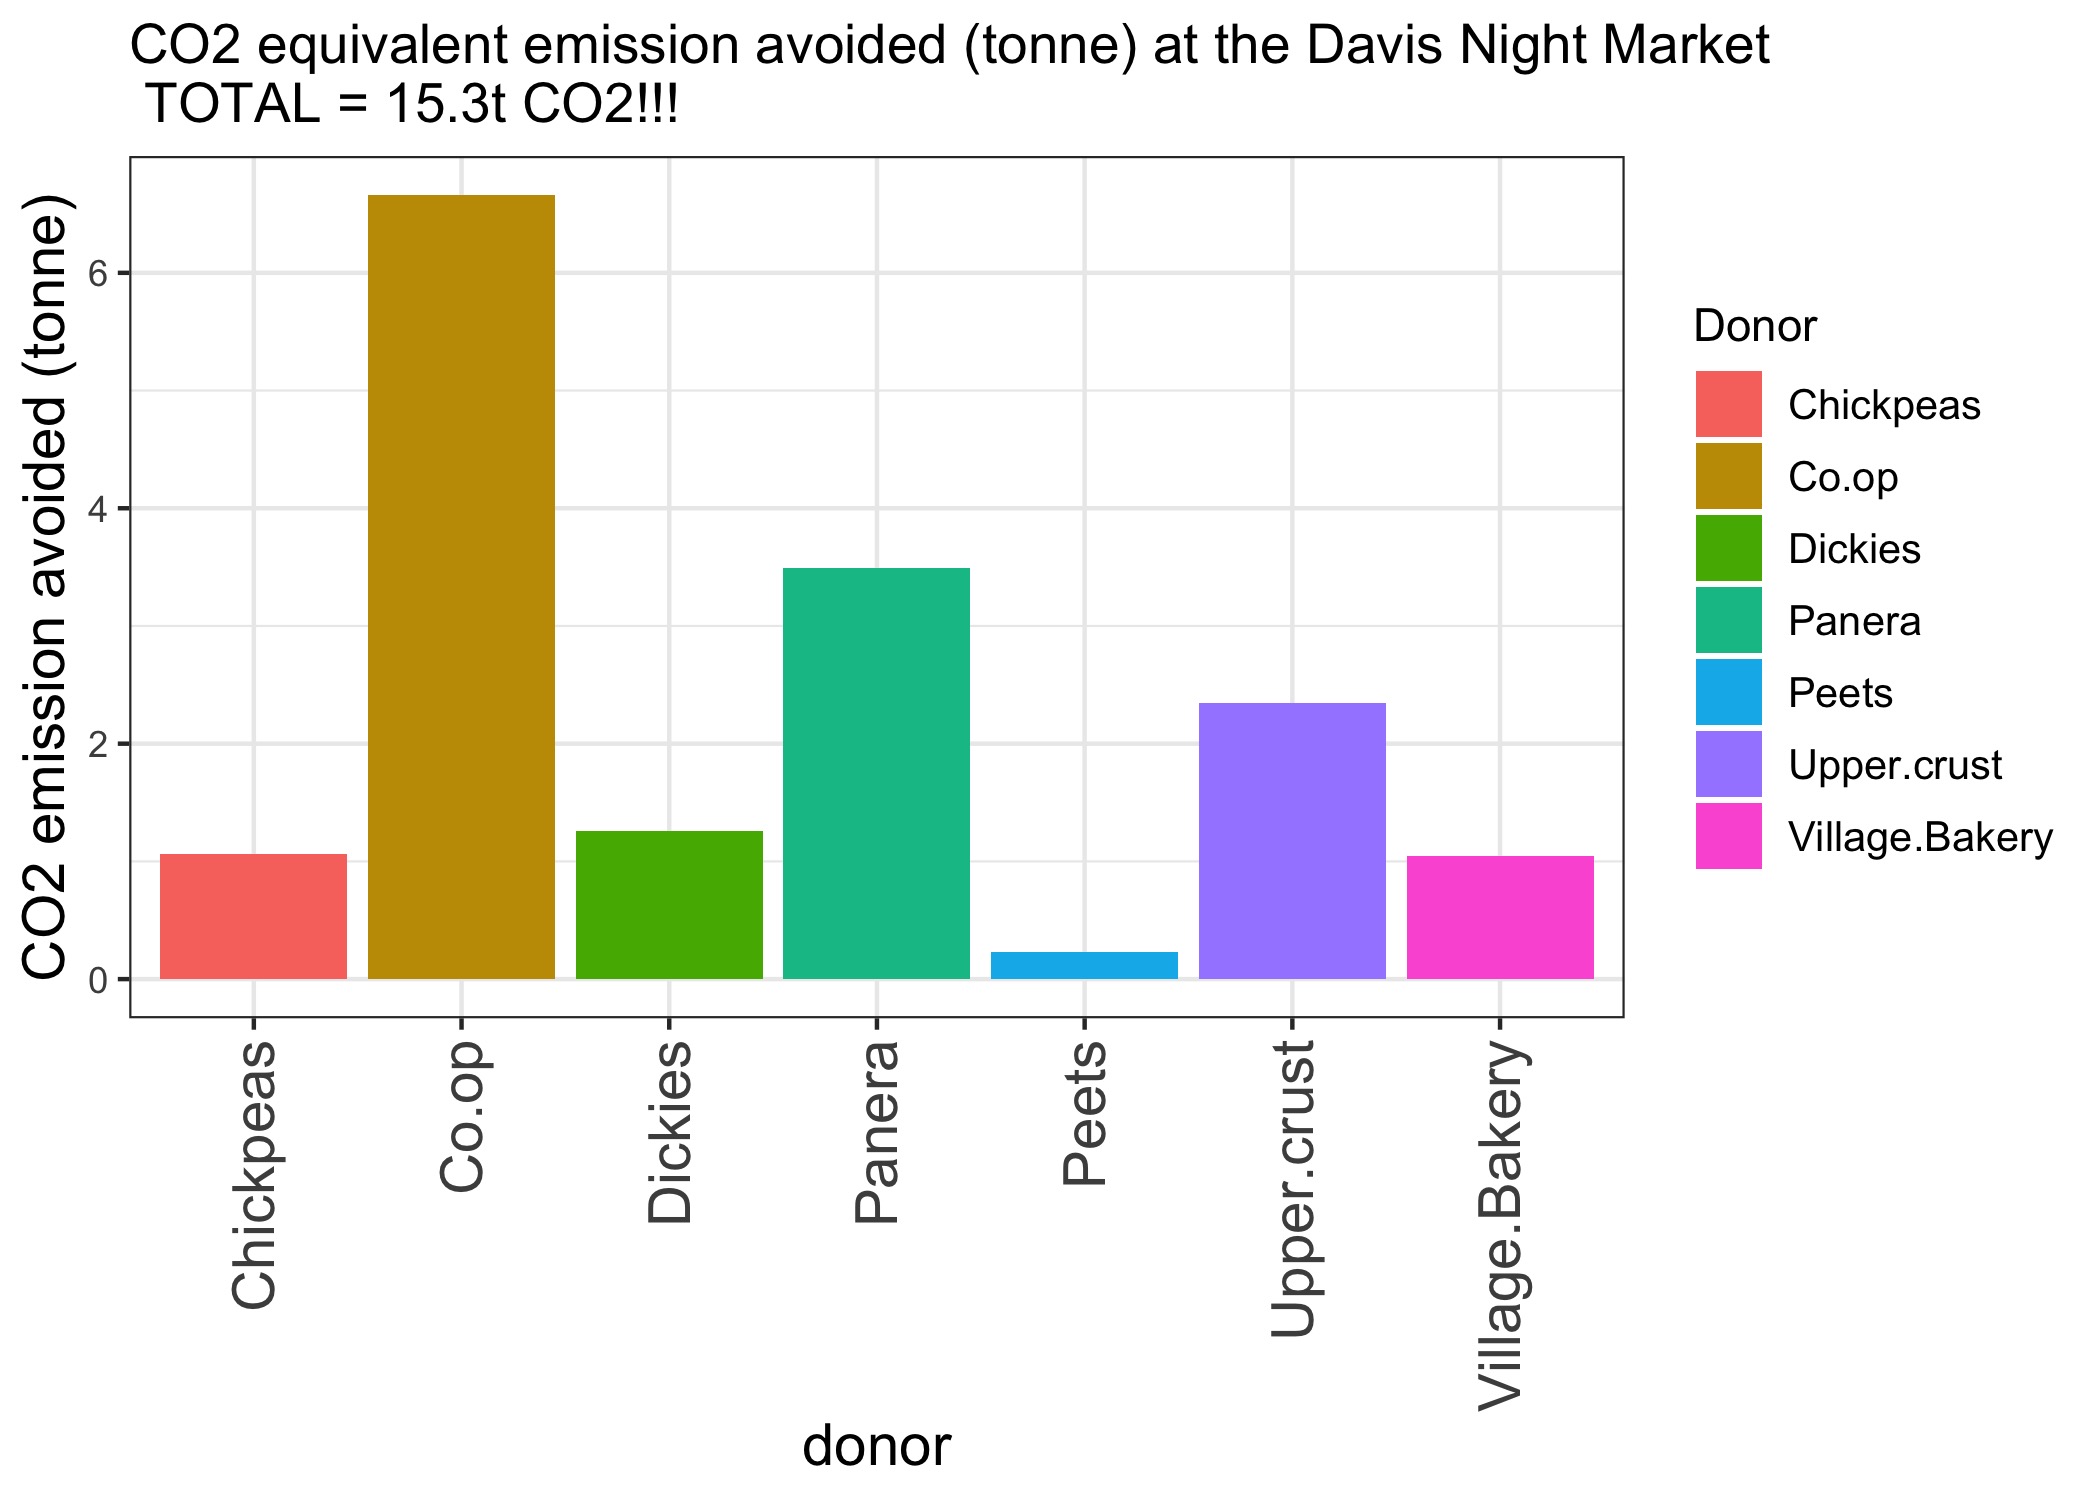 CO2 equivalent emission avoided (tonne) at the Davis Night Market
TOTAL = 15.3t CO2!!!
CO2 emission avoided (tonne)
6
4
2
0
Chickpeas
Co.op
Dickies
Panera
Peets
Upper.crust
Village.Bakery
donor
Donor
Chickpeas
Co.op
Dickies
Panera
Peets
Upper.crust
Village.Bakery